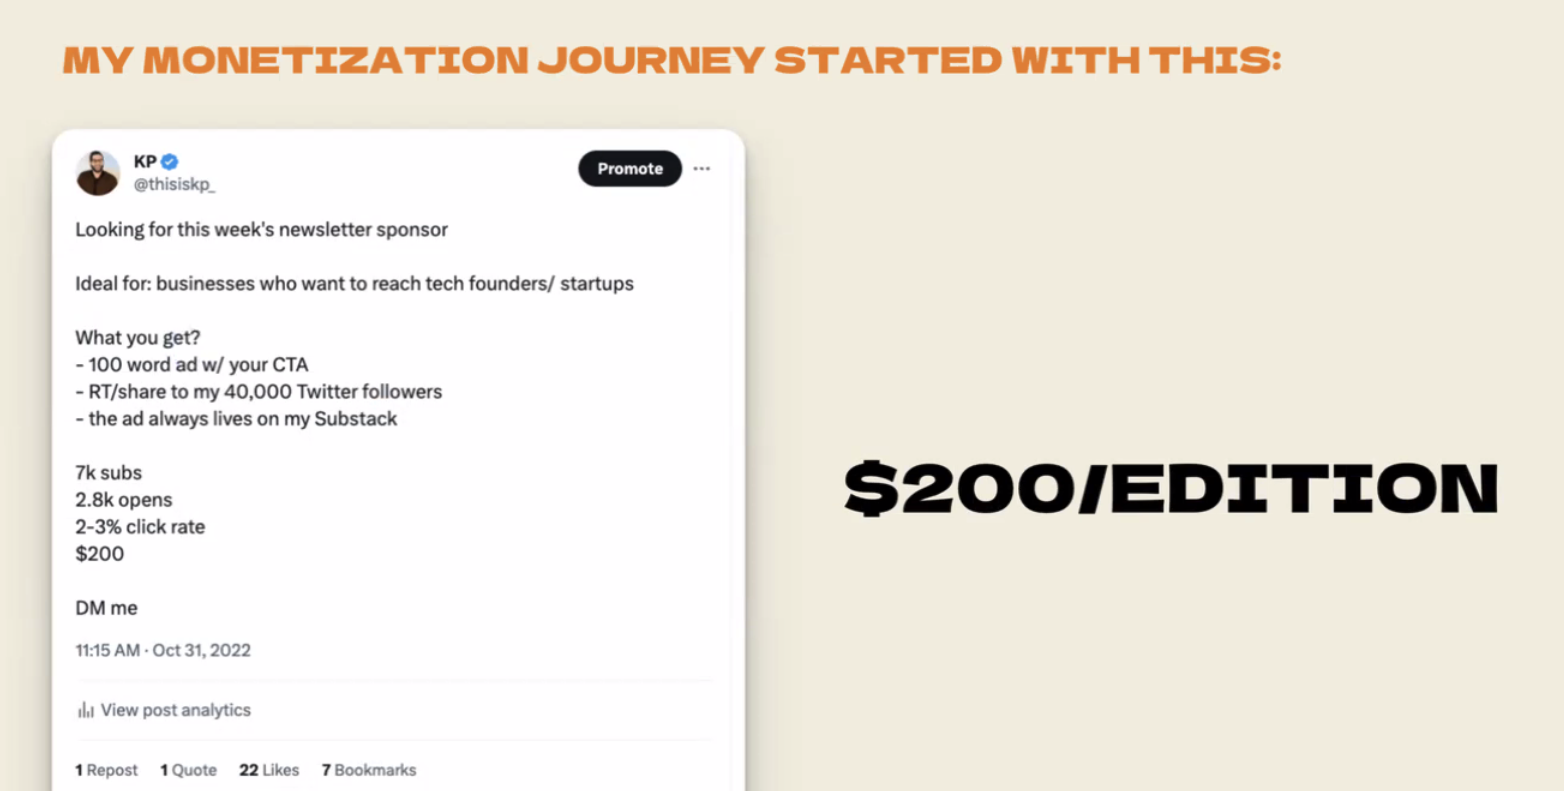 MY MONETIZATION JOURNEY STARTED WITH THIS:
KP
@thisiskp_
Promote
Looking for this week's newsletter sponsor
Ideal for: businesses who want to reach tech founders/ startups
What you get?
- 100 word ad w/ your CTA
- RT/share to my 40,000 Twitter followers
- the ad always lives on my Substack
7k subs
2.8k opens
2-3% click rate
$200
DM me
11:15 AM · Oct 31, 2022
View post analytics
1 Repost 1 Quote 22 Likes 7 Bookmarks
$200/EDITION